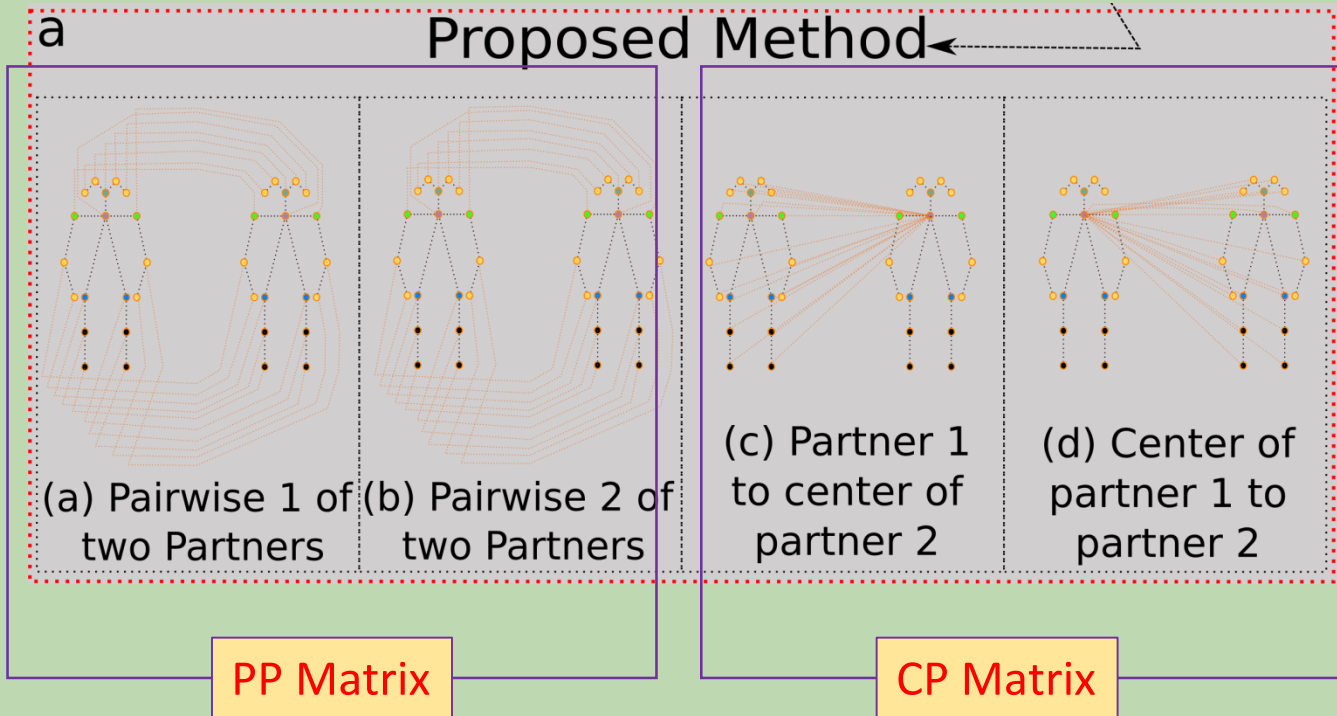 a
Proposed Method
(a) Pairwise 1 of
two Partners
(b) Pairwise 2 of
two Partners
(c) Partner 1
to center of
partner 2
(d) Center of
partner 1 to
partner 2
PP Matrix
CP Matrix